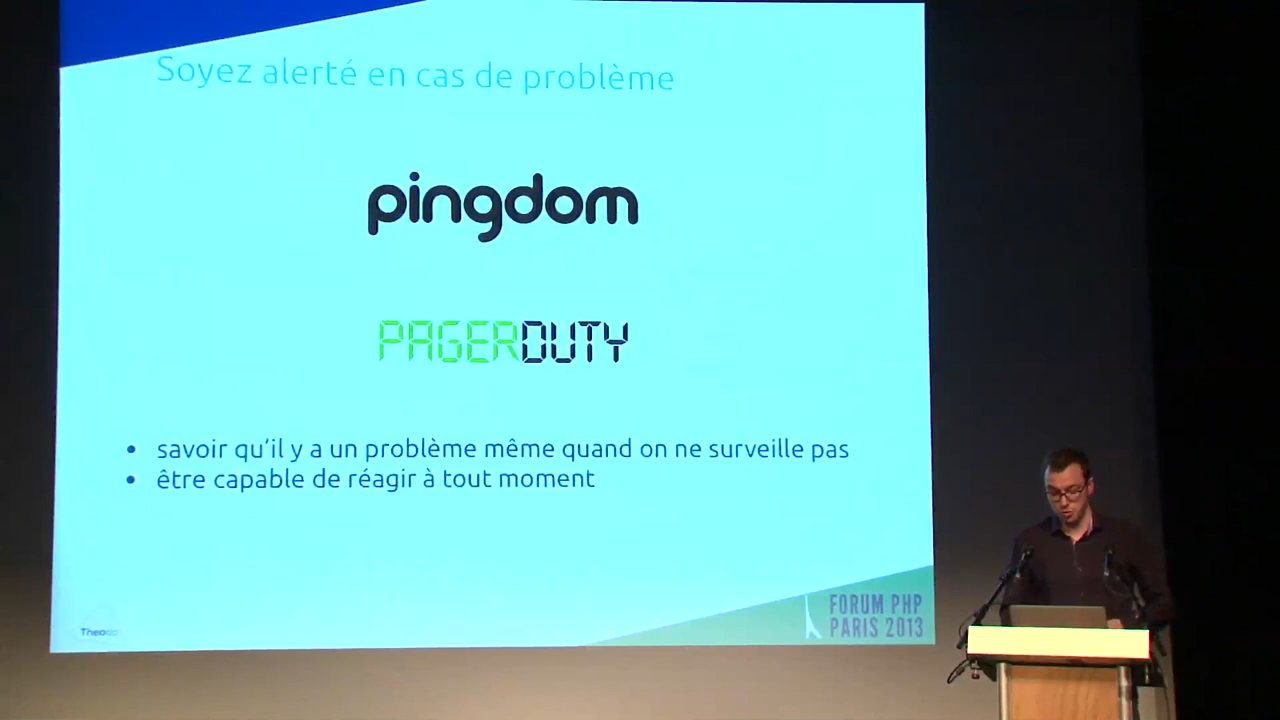 Soyez alerté en cas de problème
pingdom
PAGERDUTY
• savoir qu'il y a un problème même quand on ne surveille pas
• être capable de réagir à tout moment
Theodo
FORUM PHP
PARIS 2013